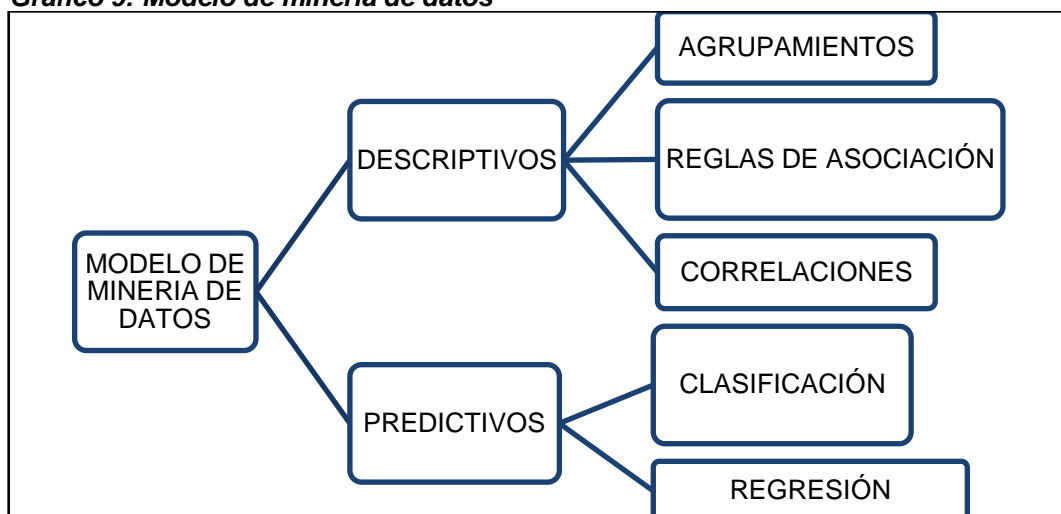 Gráfico 9: Modelo de minería de datos
AGRUPAMIENTOS
DESCRIPTIVOS
REGLAS DE ASOCIACIÓN
MODELO DE
MINERIA DE
DATOS
CORRELACIONES
PREDICTIVOS
CLASIFICACIÓN
REGRESIÓN